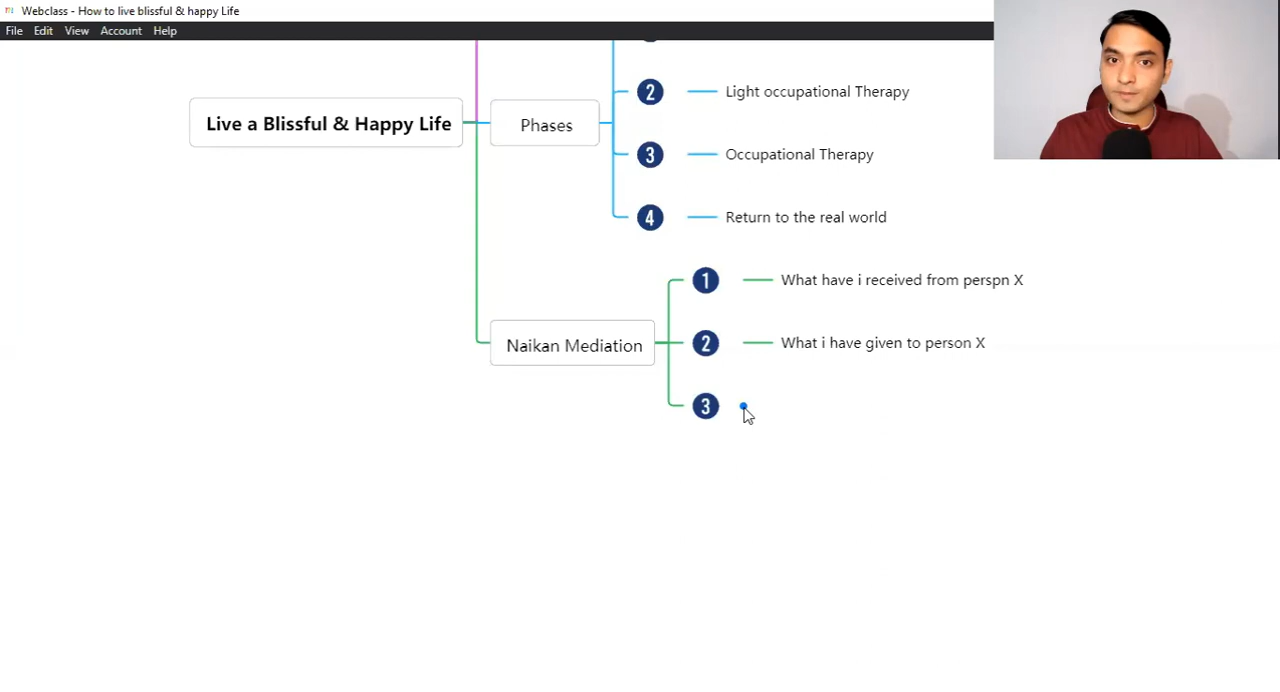 Webclass - How to live blissful & happy Life
File Edit View Account Help
2 Light occupational Therapy
Live a Blissful & Happy Life
Phases
3 Occupational Therapy
4 Return to the real world
1 What have i received from perspn X
Naikan Mediation
2 What i have given to person X
3